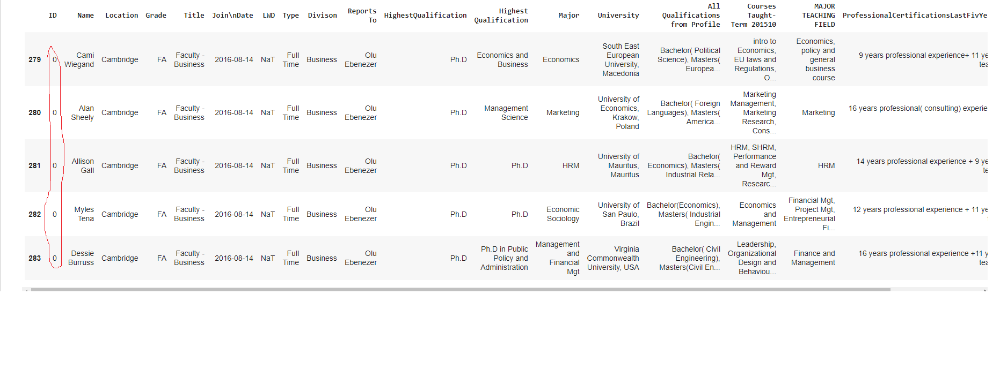 ID Name Location Grade Title Join\nDate LWD Type Divison Reports To HighestQualification Highest Qualification Major University All Qualifications from Profile Courses Taught- Term 201510 MAJOR TEACHING FIELD ProfessionalCertificationsLastFivYe
279 0 Cami Wiegand Cambridge FA Faculty - Business 2016-08-14 NaT Full Time Business Olu Ebenezer Ph.D Economics and Business Economics South East European University, Macedonia Bachelor( Political Science), Masters( Europea... intro to Economics, EU laws and Regulations, O... Economics, policy and general business course 9 years professional experience+ 11 ye tea
280 0 Alan Sheely Cambridge FA Faculty - Business 2016-08-14 NaT Full Time Business Olu Ebenezer Ph.D Management Science Marketing University of Economics, Krakow, Poland Bachelor( Foreign Languages), Masters( America... Marketing Management, Marketing Research, Cons... Marketing 16 years professional( consulting) experie
281 0 Allison Gall Cambridge FA Faculty - Business 2016-08-14 NaT Full Time Business Olu Ebenezer Ph.D Ph.D HRM University of Mauritus, Mauritus Bachelor( Economics), Masters( Industrial Rela... HRM, SHRM, Performance and Reward Mgt, Researc... HRM 14 years professional experience + 9 ye te
282 0 Myles Tena Cambridge FA Faculty - Business 2016-08-14 NaT Full Time Business Olu Ebenezer Ph.D Ph.D Economic Sociology University of San Paulo, Brazil Bachelor(Economics), Masters( Industrial Engin... Economics and Management Financial Mgt, Project Mgt, Entrepreneurial Fi... 12 years professional experience + 11 ye
283 0 Dessie Burruss Cambridge FA Faculty - Business 2016-08-14 NaT Full Time Business Olu Ebenezer Ph.D Ph.D in Public Policy and Administration Management and Financial Mgt Virginia Commonwealth University, USA Bachelor( Civil Engineering), Masters(Civil En... Leadership, Organizational Design and Behaviou... Finance and Management 16 years professional experience +11 y tea